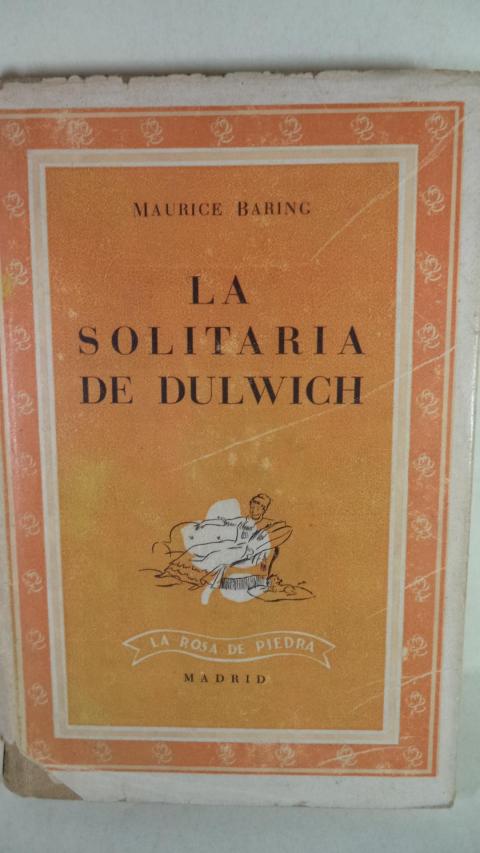 MAURICE BARING
LA
SOLITARIA
DE DULWICH
LA ROSA DE PIEDRA
MADRID